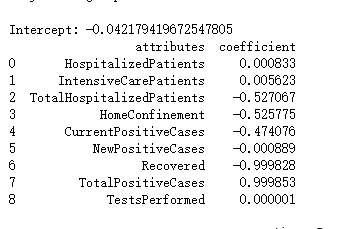 Intercept: -0.042179419672547805
attributes coefficient
0 HospitalizedPatients 0.000833
1 IntensiveCarePatients 0.005623
2 TotalHospitalizedPatients -0.527067
3 HomeConfinement -0.525775
4 CurrentPositiveCases -0.474076
5 NewPositiveCases -0.000889
6 Recovered -0.999828
7 TotalPositiveCases 0.999853
8 TestsPerformed 0.000001